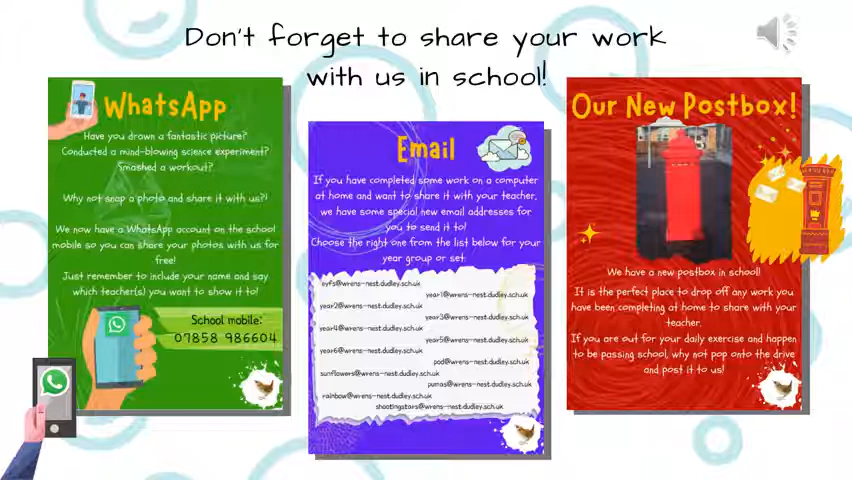 Don't forget to share your work
with us in school!
WhatsApp
Have you drawn a fantastic picture?
Conducted a mind-blowing science experiment?
Smashed a workout?
Why not snap a photo and share it with us?!
We now have a WhatsApp account on the school
mobile so you can share your photos with us for
free!
Just remember to include your name and say
which teacher(s) you want to show it to!
School mobile:
07858 986604
Email
If you have completed some work on a computer
at home and want to share it with your teacher,
we have some special new email addresses for
you to send it to!
Choose the right one from the list below for your
year group or set:
eyfs@wrens-nest.dudley.sch.uk
year1@wrens-nest.dudley.sch.uk
year2@wrens-nest.dudley.sch.uk
year3@wrens-nest.dudley.sch.uk
year4@wrens-nest.dudley.sch.uk
year5@wrens-nest.dudley.sch.uk
year6@wrens-nest.dudley.sch.uk
pod@wrens-nest.dudley.sch.uk
sunflowers@wrens-nest.dudley.sch.uk
pumas@wrens-nest.dudley.sch.uk
rainbow@wrens-nest.dudley.sch.uk
shootingstars@wrens-nest.dudley.sch.uk
Our New Postbox!
We have a new postbox in school!
It is the perfect place to drop off any work you
have been completing at home to share with your
teacher.
If you are out for your daily exercise and happen
to be passing school, why not pop onto the drive
and post it to us!